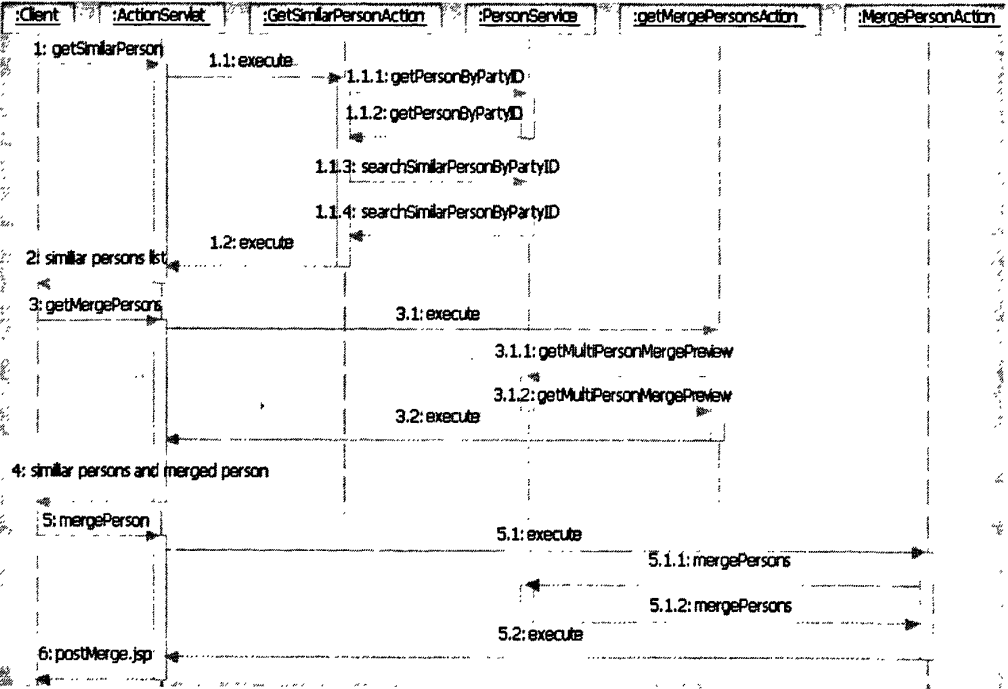 :Client :ActionServlet :GetSimilarPersonAction :PersonService :getMergePersonsAction :MergePersonAction
1: getSimilarPerson
1.1: execute
1.1.1: getPersonByPartyID
1.1.2: getPersonByPartyID
1.1.3: searchSimilarPersonByPartyID
1.1.4: searchSimilarPersonByPartyID
1.2: execute
2: similar persons list
3: getMergePersons
3.1: execute
3.1.1: getMultiPersonMergePreview
3.1.2: getMultiPersonMergePreview
3.2: execute
4: similar persons and merged person
5: mergePerson
5.1: execute
5.1.1: mergePersons
5.1.2: mergePersons
5.2: execute
6: postMerge.jsp